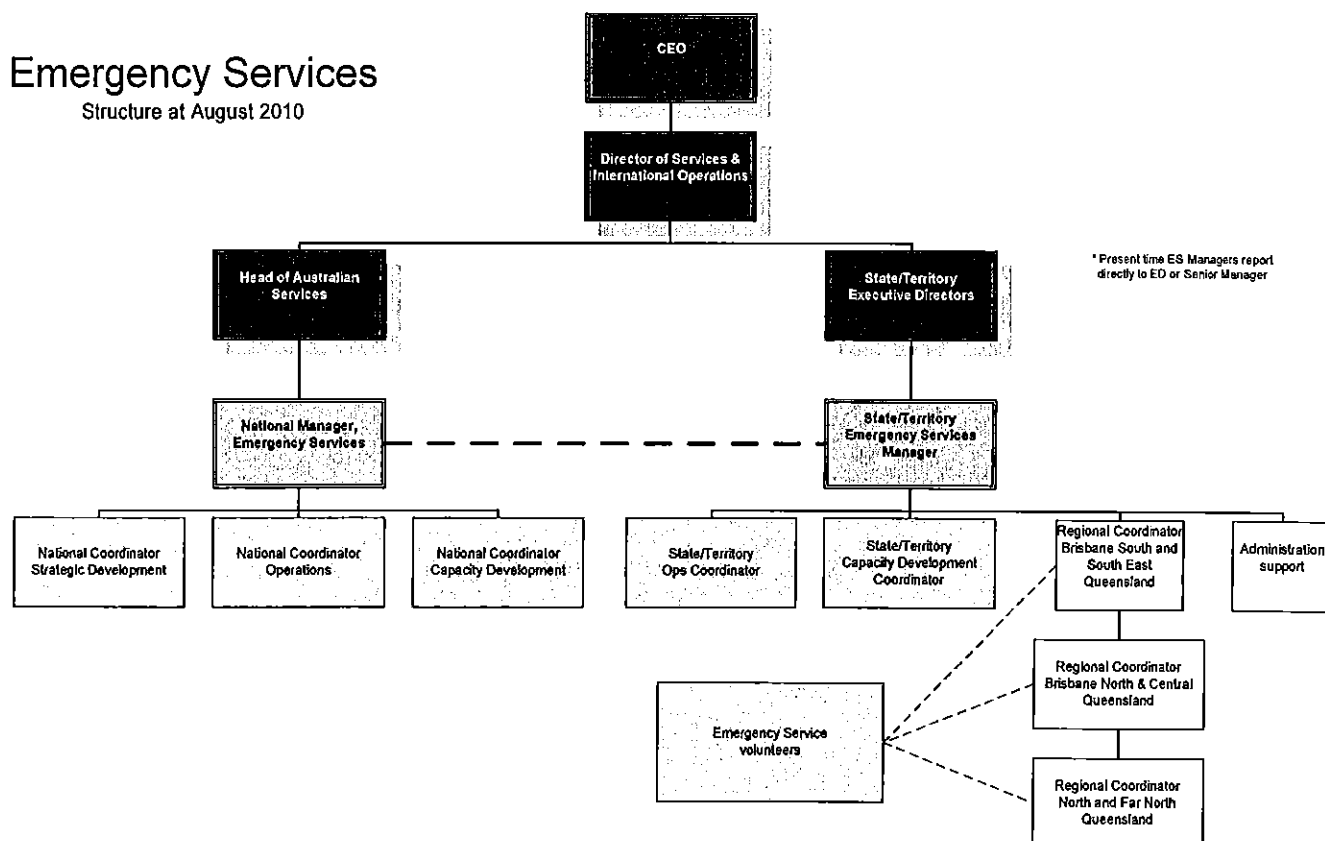 Emergency Services
Structure at August 2010
CEO
Director of Services &
International Operations
Head of Australian
Services
State/Territory
Executive Directors
* Present time ES Managers report
directly to ED or Senior Manager
National Manager,
Emergency Services
State/Territory
Emergency Services
Manager
National Coordinator
Strategic Development
National Coordinator
Operations
National Coordinator
Capacity Development
State/Territory
Ops Coordinator
State/Territory
Capacity Development
Coordinator
Regional Coordinator
Brisbane South and
South East
Queensland
Administration
support
Regional Coordinator
Brisbane North & Central
Queensland
Emergency Service
volunteers
Regional Coordinator
North and Far North
Queensland